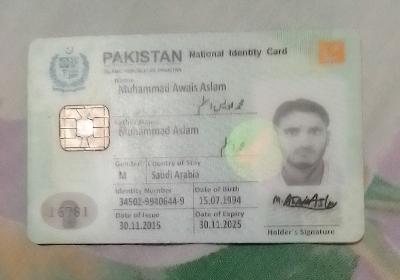 PAKISTAN National Identity Card
ISLAMIC REPUBLIC OF PAKISTAN
Name
Muhammad Awais Aslam
Father Name
Muhammad Aslam
Gender Country of Stay
M Saudi Arabia
Identity Number Date of Birth
34502-9940644-9 15.07.1994
Date of Issue Date of Expiry
30.11.2015 30.11.2025
16781
Holder's Signature